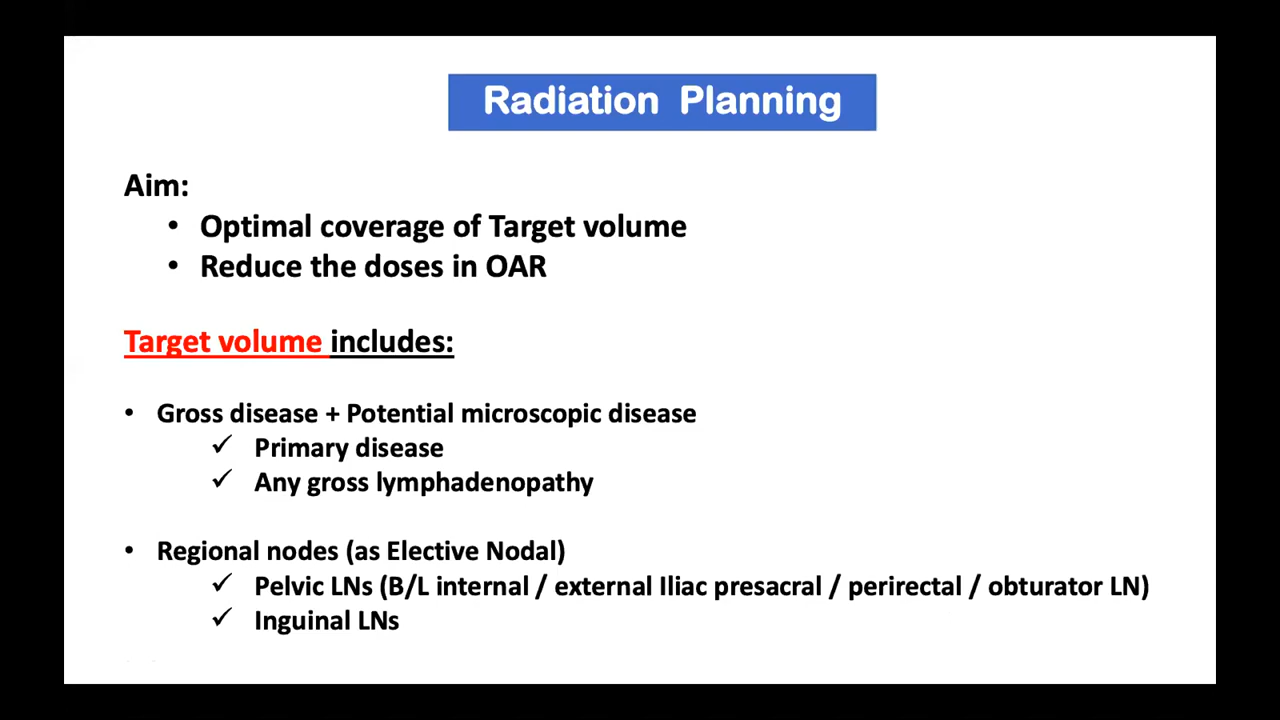 Radiation Planning
Aim:
• Optimal coverage of Target volume
• Reduce the doses in OAR
Target volume includes:
• Gross disease + Potential microscopic disease
✓ Primary disease
✓ Any gross lymphadenopathy
• Regional nodes (as Elective Nodal)
✓ Pelvic LNs (B/L internal / external Iliac presacral / perirectal / obturator LN)
✓ Inguinal LNs